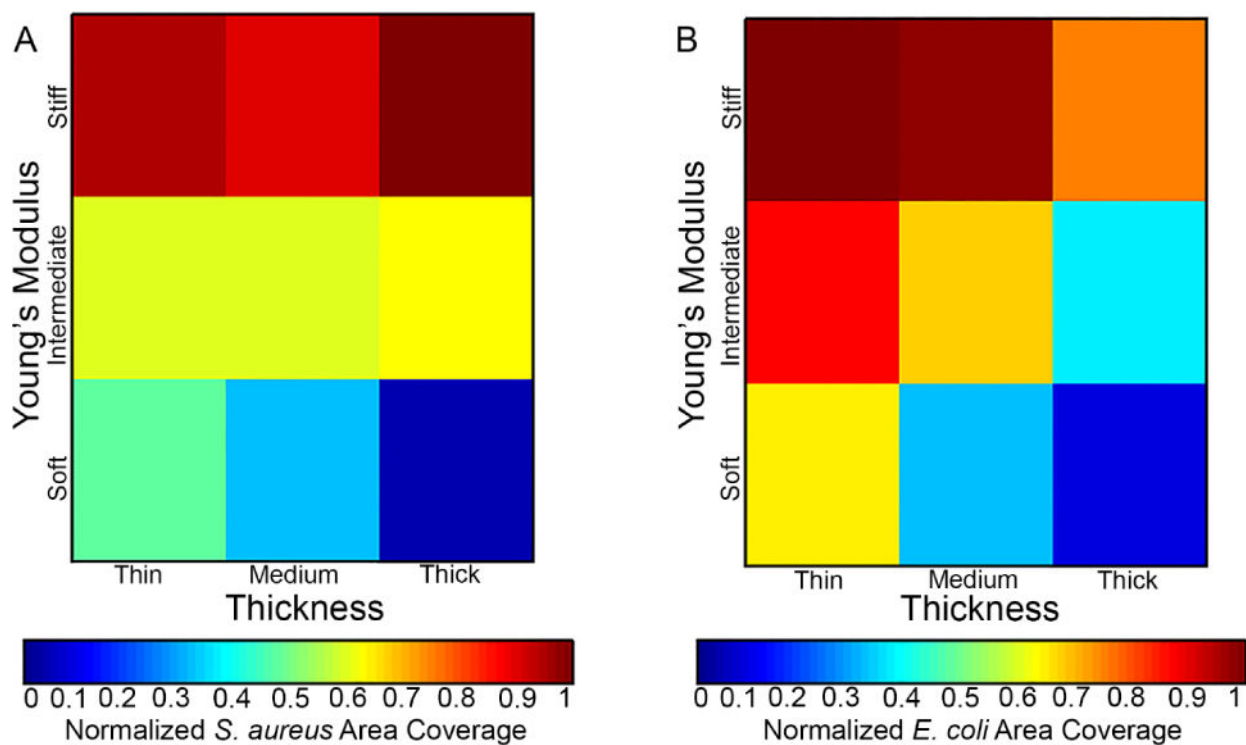 A
Young's Modulus
Stiff
Intermediate
Soft
Thin Medium Thick
Thickness
0 0.1 0.2 0.3 0.4 0.5 0.6 0.7 0.8 0.9 1
Normalized S. aureus Area Coverage
B
Young's Modulus
Stiff
Intermediate
Soft
Thin Medium Thick
Thickness
0 0.1 0.2 0.3 0.4 0.5 0.6 0.7 0.8 0.9 1
Normalized E. coli Area Coverage